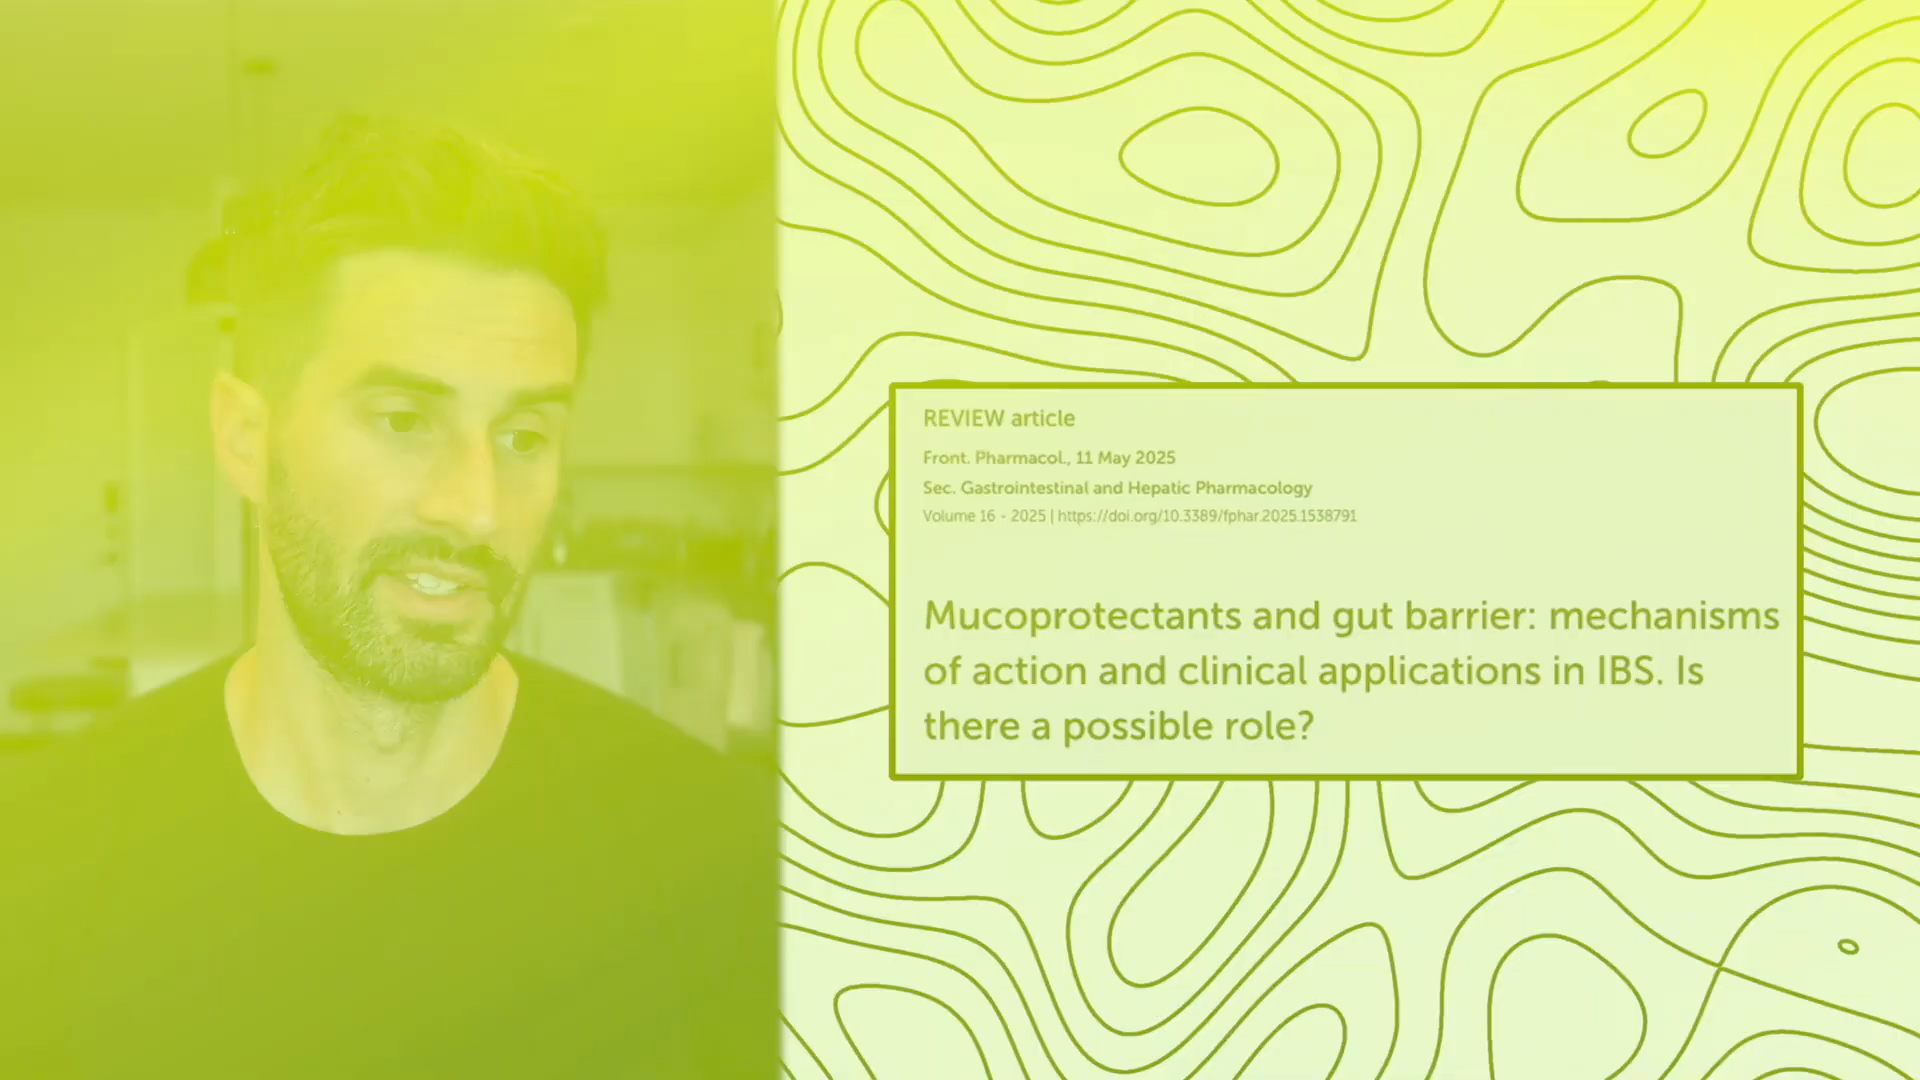 REVIEW article
Front. Pharmacol., 11 May 2025
Sec. Gastrointestinal and Hepatic Pharmacology
Volume 16 - 2025 | https://doi.org/10.3389/fphar.2025.1538791
Mucoprotectants and gut barrier: mechanisms
of action and clinical applications in IBS. Is
there a possible role?